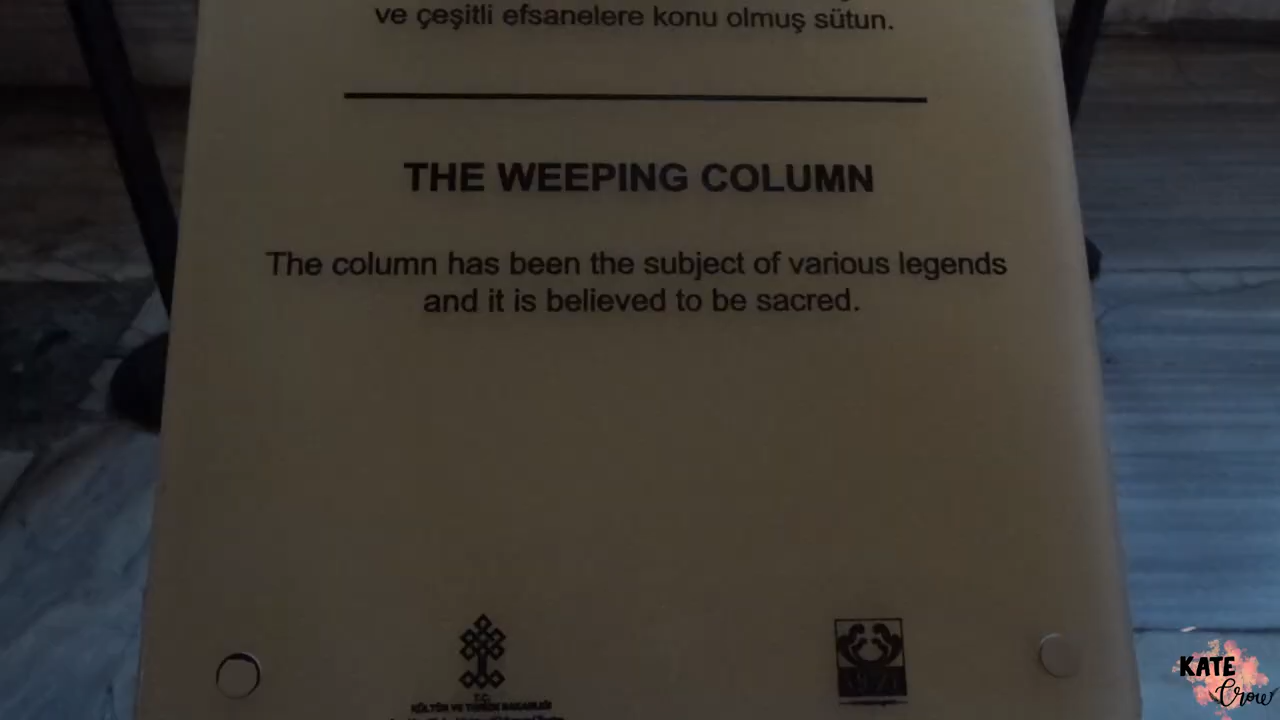 ve çeşitli efsanelere konu olmuş sütun.
THE WEEPING COLUMN
The column has been the subject of various legends
and it is believed to be sacred.
T.C.
KÜLTÜR VE TURİZM BAKANLIĞI
KATE
Crow